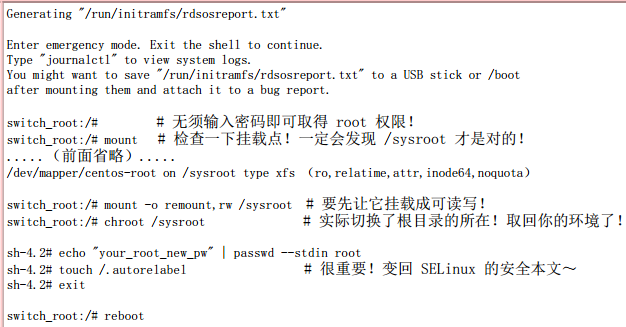 Generating "/run/initramfs/rdsosreport.txt"
Enter emergency mode. Exit the shell to continue.
Type "journalctl" to view system logs.
You might want to save "/run/initramfs/rdsosreport.txt" to a USB stick or /boot
after mounting them and attach it to a bug report.
switch_root:/# # 无须输入密码即可取得 root 权限！
switch_root:/# mount # 检查一下挂载点！一定会发现 /sysroot 才是对的！
.....（前面省略）.....
/dev/mapper/centos-root on /sysroot type xfs （ro,relatime,attr,inode64,noquota）
switch_root:/# mount -o remount,rw /sysroot # 要先让它挂载成可读写！
switch_root:/# chroot /sysroot # 实际切换了根目录的所在！取回你的环境了！
sh-4.2# echo "your_root_new_pw" | passwd --stdin root
sh-4.2# touch /.autorelabel # 很重要！变回 SELinux 的安全本文～
sh-4.2# exit
switch_root:/# reboot